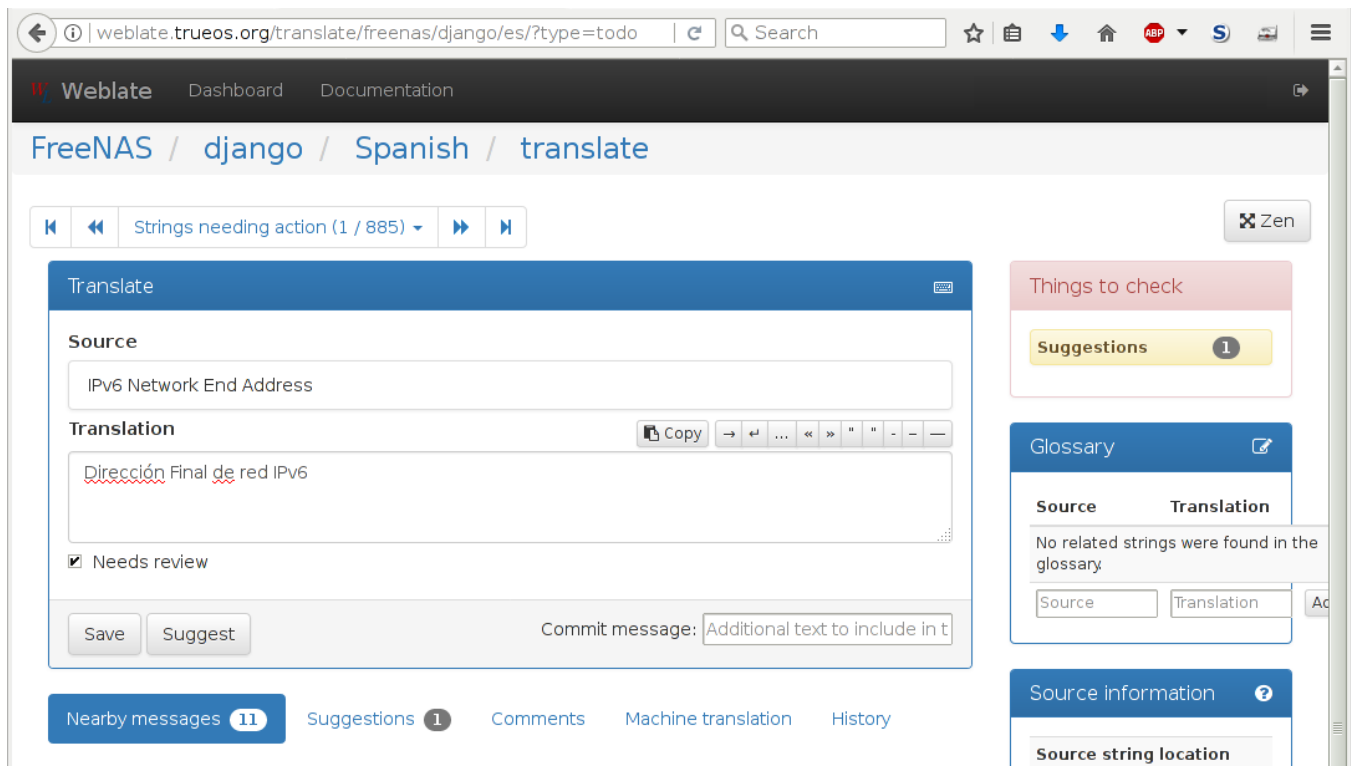 weblate.trueos.org/translate/freenas/django/es/?type=todo Search ABP S
Weblate Dashboard Documentation
FreeNAS / django / Spanish / translate
Strings needing action (1 / 885) Zen
Translate
Things to check
Source
Suggestions 1
IPv6 Network End Address
Translation Copy → ↵ … « » " " - – —
Glossary
Dirección Final de red IPv6
Source Translation
No related strings were found in the
glossary.
Needs review
Source Translation Ad
Save Suggest Commit message: Additional text to include in t
Source information
Nearby messages 11 Suggestions 1 Comments Machine translation History
Source string location